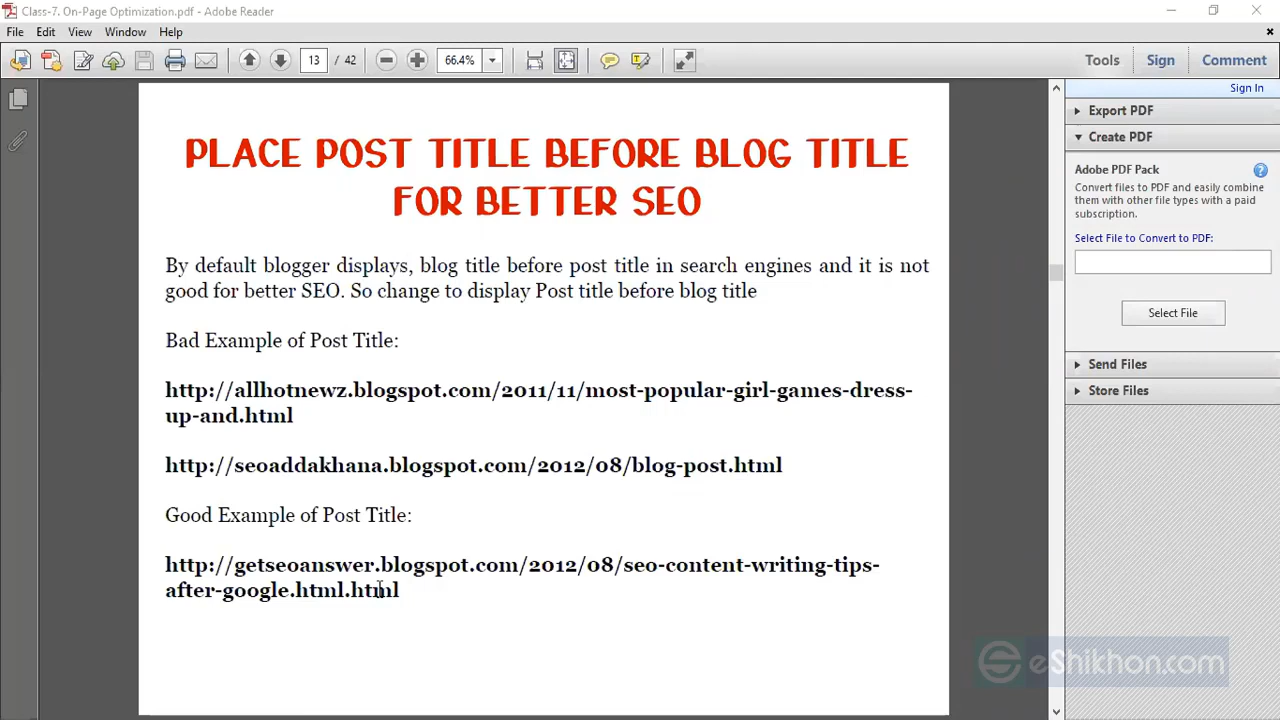 Class-7. On-Page Optimization.pdf - Adobe Reader
File Edit View Window Help
13 / 42 66.4% Tools Sign Comment
Sign In
Export PDF
Create PDF
Adobe PDF Pack
Convert files to PDF and easily combine
them with other file types with a paid
subscription.
Select File to Convert to PDF:
Select File
Send Files
Store Files
PLACE POST TITLE BEFORE BLOG TITLE
FOR BETTER SEO
By default blogger displays, blog title before post title in search engines and it is not
good for better SEO. So change to display Post title before blog title
Bad Example of Post Title:
http://allhotnewz.blogspot.com/2011/11/most-popular-girl-games-dress-
up-and.html
http://seoaddakhana.blogspot.com/2012/08/blog-post.html
Good Example of Post Title:
http://getseoanswer.blogspot.com/2012/08/seo-content-writing-tips-
after-google.html.html
eShikhon.com